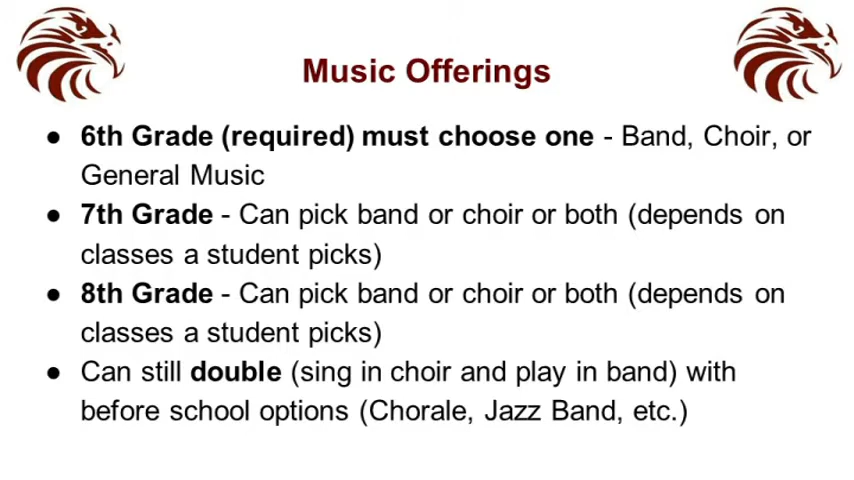 Music Offerings
● 6th Grade (required) must choose one - Band, Choir, or
General Music
● 7th Grade - Can pick band or choir or both (depends on
classes a student picks)
● 8th Grade - Can pick band or choir or both (depends on
classes a student picks)
● Can still double (sing in choir and play in band) with
before school options (Chorale, Jazz Band, etc.)